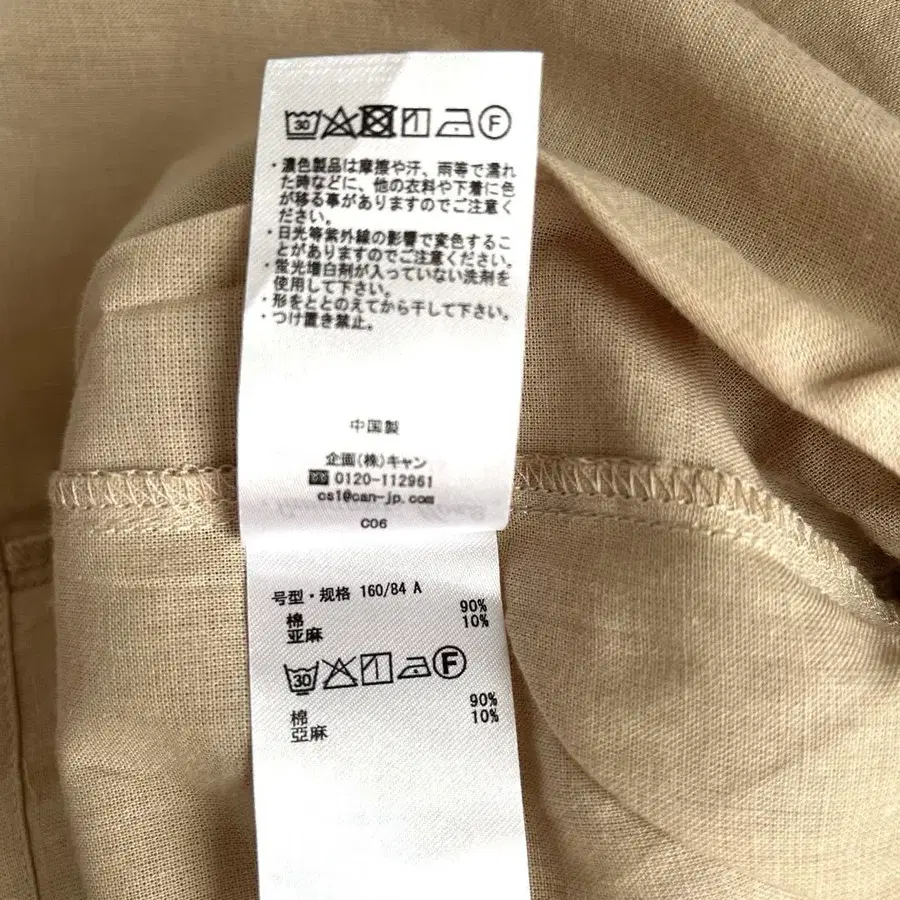 30 F
・濃色製品は摩擦や汗、雨等で濡れ
た時などに、他の衣料や下着に色
が移る事がありますのでご注意く
ださい。
・日光等紫外線の影響で変色するこ
とがありますのでご注意ください。
・蛍光増白剤が入っていない洗剤を
使用して下さい。
・形をととのえてから干して下さい。
・つけ置き禁止。
中国製
企画(株)キャン
0120-112961
cs1@can-jp.com
C06
号型・规格 160/84 A
棉 90%
亚麻 10%
30 F
棉 90%
亞麻 10%